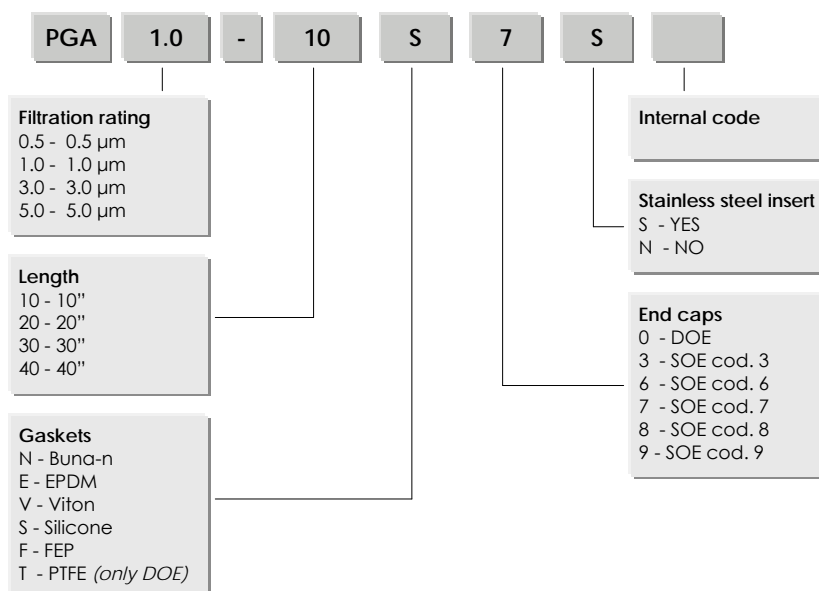 PGA 1.0 - 10 S 7 S
Filtration rating
0.5 - 0.5 µm
1.0 - 1.0 µm
3.0 - 3.0 µm
5.0 - 5.0 µm
Length
10 - 10”
20 - 20”
30 - 30”
40 - 40”
Gaskets
N - Buna-n
E - EPDM
V - Viton
S - Silicone
F - FEP
T - PTFE (only DOE)
Internal code
Stainless steel insert
S - YES
N - NO
End caps
0 - DOE
3 - SOE cod. 3
6 - SOE cod. 6
7 - SOE cod. 7
8 - SOE cod. 8
9 - SOE cod. 9